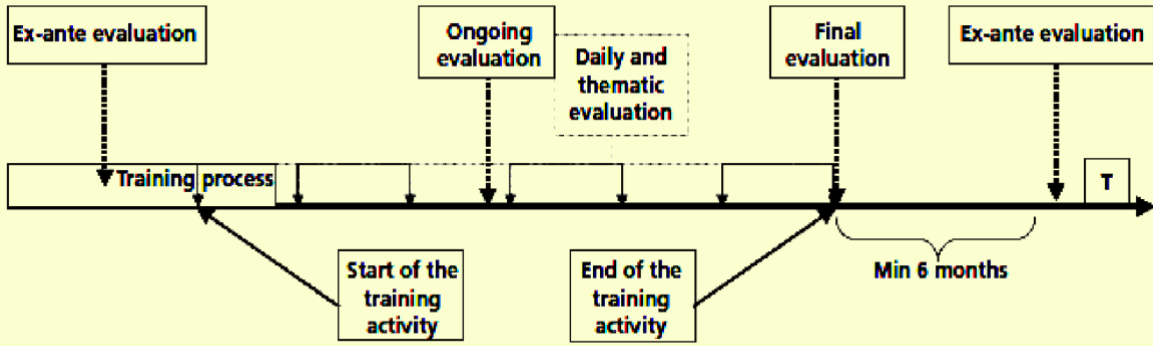 Ex-ante evaluation
Ongoing
evaluation
Daily and
thematic
evaluation
Final
evaluation
Ex-ante evaluation
Training process
T
Start of the
training
activity
End of the
training
activity
Min 6 months